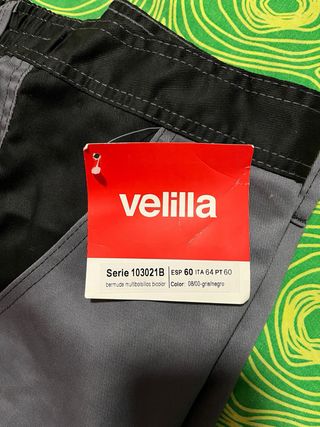 velilla
Serie 103021B
ESP 60 ITA 64 PT 60
bermuda multibolsillos bicolor
Color: 08/00-gris/negro